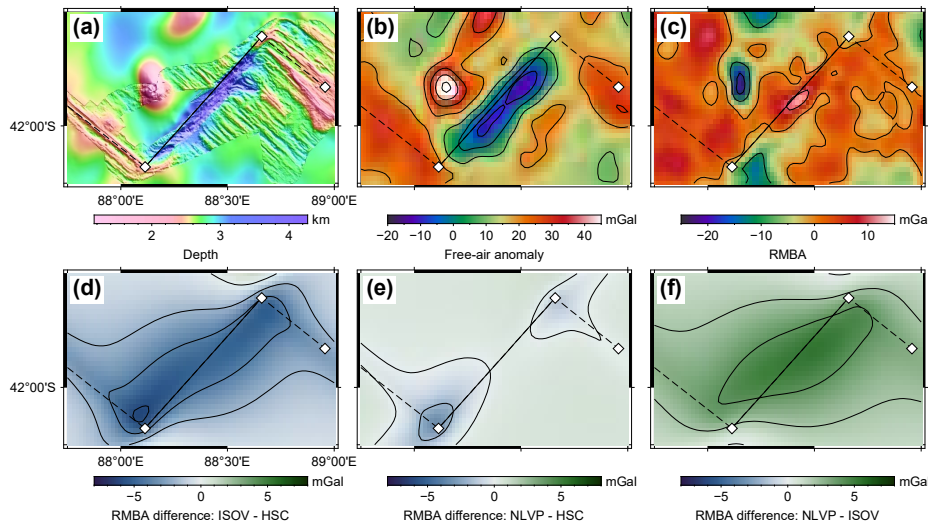 (a) (b) (c)
42°00'S
88°00'E 88°30'E 89°00'E
km mGal mGal
2 3 4 −20 −10 0 10 20 30 40 −20 −10 0 10
Depth Free-air anomaly RMBA
(d) (e) (f)
42°00'S
88°00'E 88°30'E 89°00'E
mGal mGal mGal
−5 0 5 −5 0 5 −5 0 5
RMBA difference: ISOV - HSC RMBA difference: NLVP - HSC RMBA difference: NLVP - ISOV